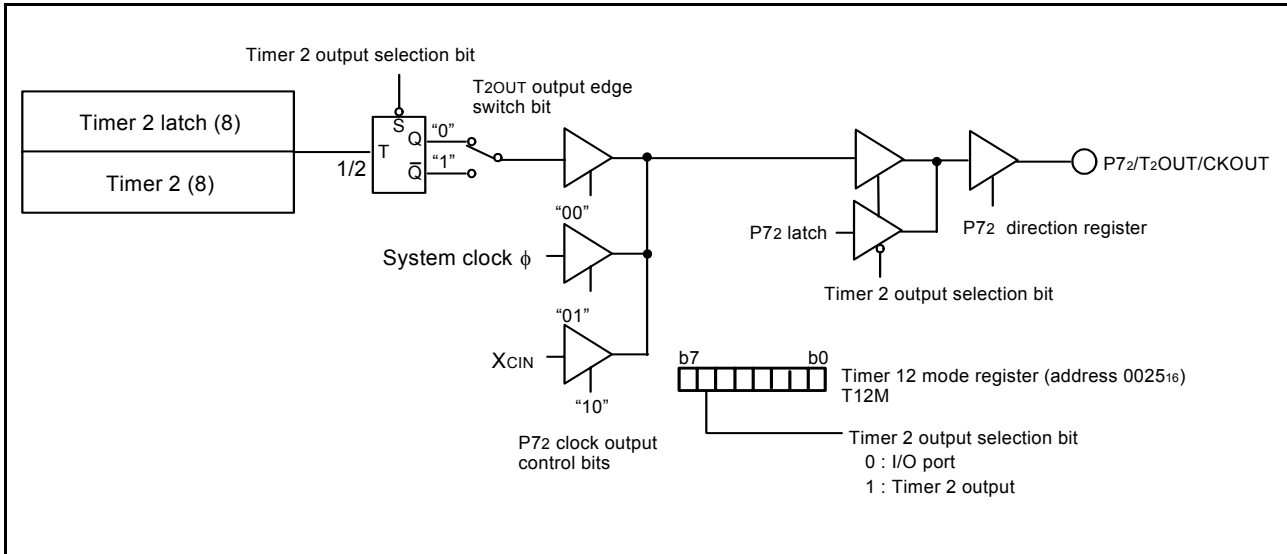 Timer 2 output selection bit
T2OUT output edge
switch bit
Timer 2 latch (8)
Timer 2 (8)
1/2
T
S
Q
Q̅
“0”
“1”
“00”
System clock ϕ
“01”
XCIN
“10”
P72 clock output
control bits
P72 latch
P72/T2OUT/CKOUT
P72 direction register
Timer 2 output selection bit
b7
b0
Timer 12 mode register (address 002516)
T12M
Timer 2 output selection bit
0 : I/O port
1 : Timer 2 output